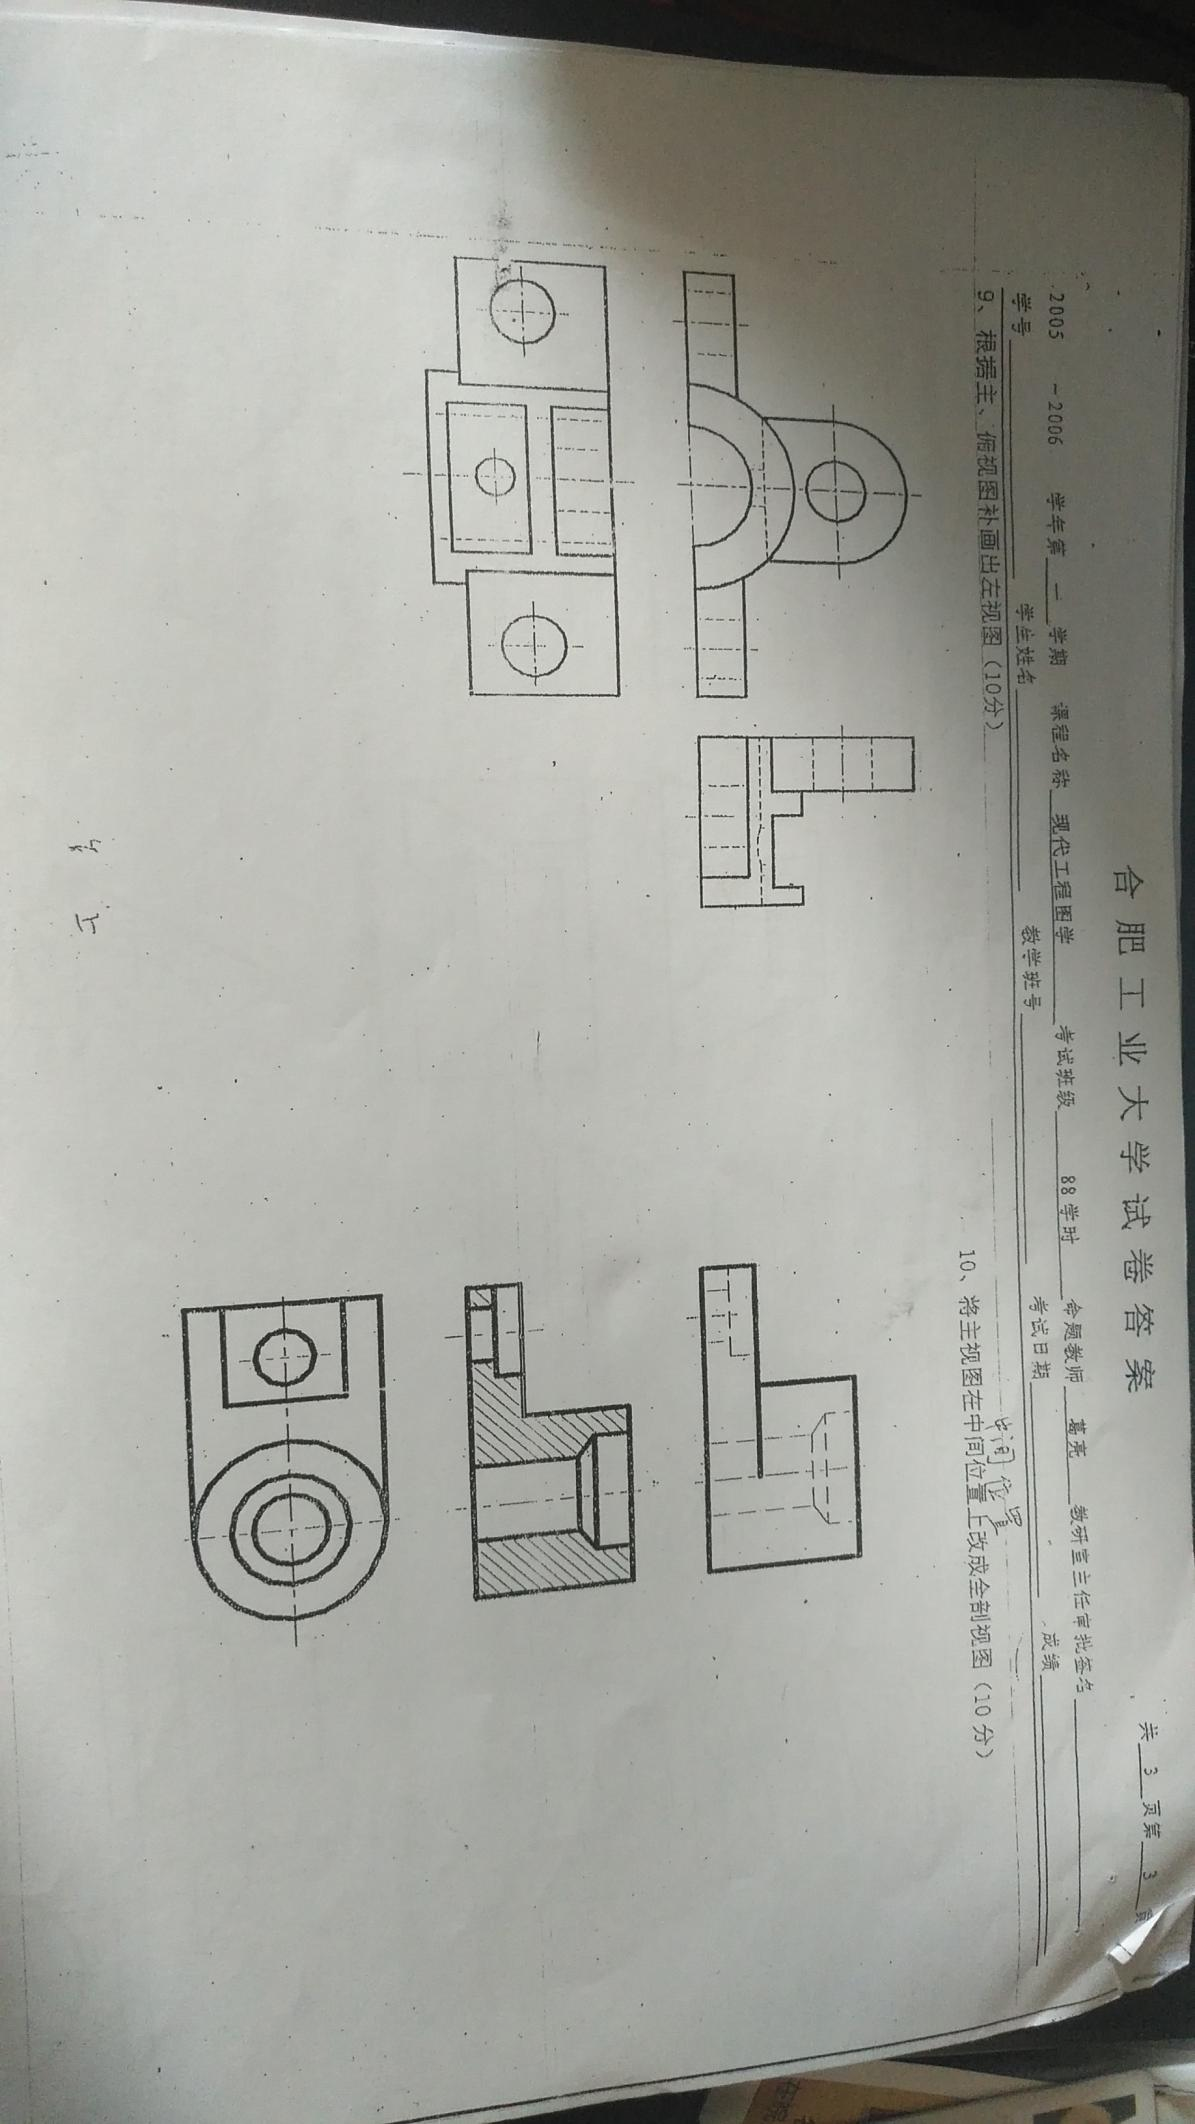 合肥工业大学试卷答案
共 3 页第 3 页
2005 -2006 学年第 一 学期 课程名称 现代工程图学 考试班级 88学时 命题教师 葛亮 教研室主任审批签名
学号 学生姓名 教学班号 考试日期 成绩
9、根据主、俯视图补画出左视图(10分)
中间位置
10、将主视图在中间位置上改成全剖视图(10分)